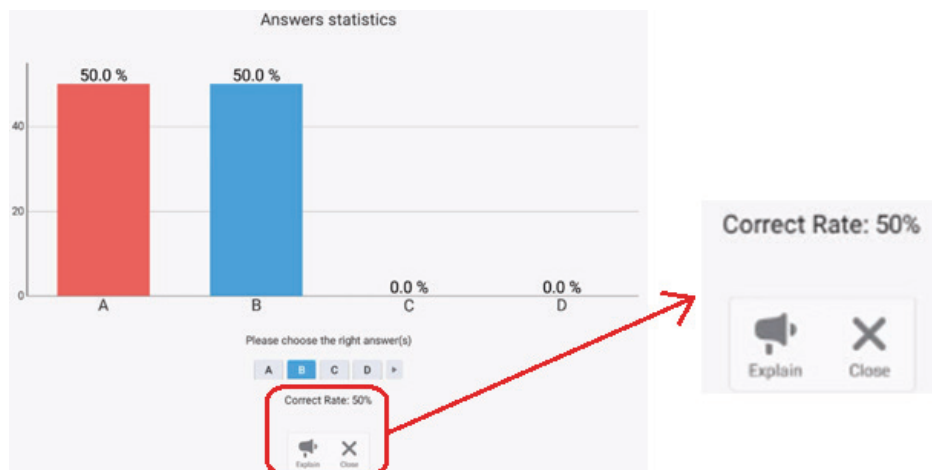 Answers statistics
50.0 % 50.0 %
40
20
0.0 % 0.0 %
0
A B C D
Please choose the right answer(s)
A B C D
Correct Rate: 50%
Explain Close
Correct Rate: 50%
Explain Close